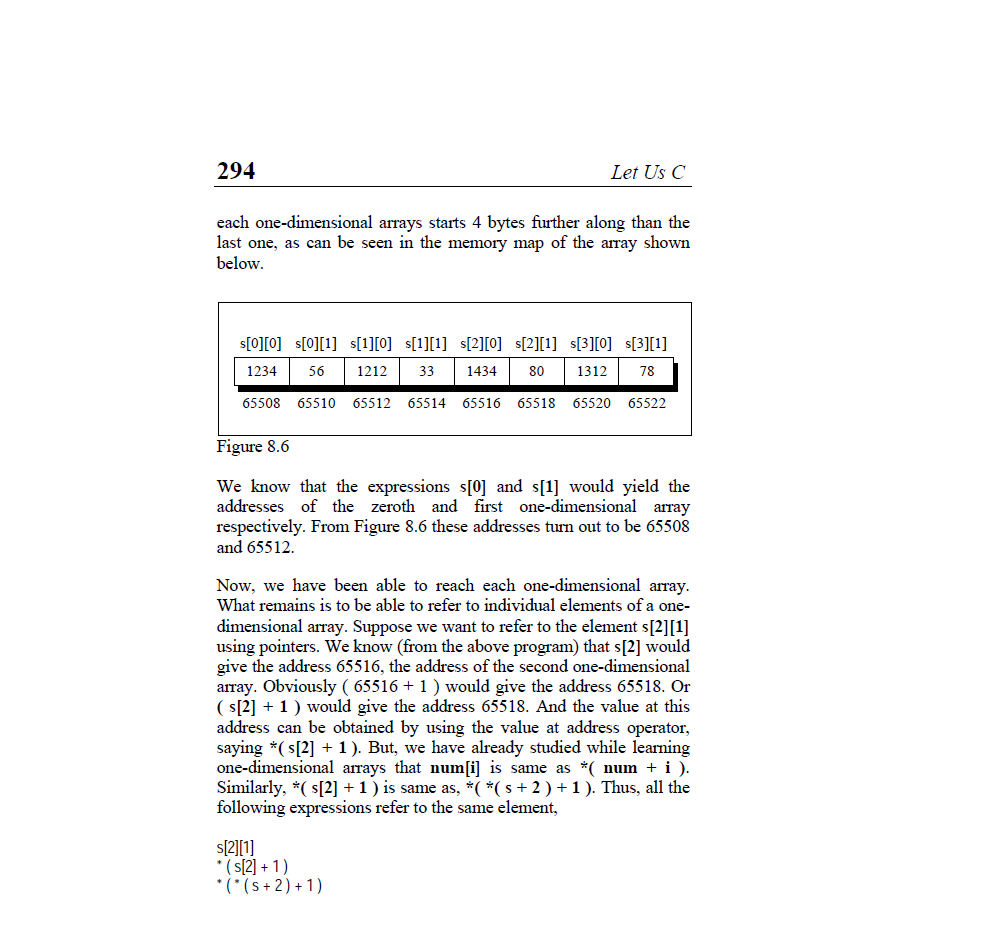 294 Let Us C
each one-dimensional arrays starts 4 bytes further along than the
last one, as can be seen in the memory map of the array shown
below.
s[0][0] s[0][1] s[1][0] s[1][1] s[2][0] s[2][1] s[3][0] s[3][1]
1234 56 1212 33 1434 80 1312 78
65508 65510 65512 65514 65516 65518 65520 65522
Figure 8.6
We know that the expressions s[0] and s[1] would yield the
addresses of the zeroth and first one-dimensional array
respectively. From Figure 8.6 these addresses turn out to be 65508
and 65512.
Now, we have been able to reach each one-dimensional array.
What remains is to be able to refer to individual elements of a one-
dimensional array. Suppose we want to refer to the element s[2][1]
using pointers. We know (from the above program) that s[2] would
give the address 65516, the address of the second one-dimensional
array. Obviously ( 65516 + 1 ) would give the address 65518. Or
( s[2] + 1 ) would give the address 65518. And the value at this
address can be obtained by using the value at address operator,
saying *( s[2] + 1 ). But, we have already studied while learning
one-dimensional arrays that num[i] is same as *( num + i ).
Similarly, *( s[2] + 1 ) is same as, *( *( s + 2 ) + 1 ). Thus, all the
following expressions refer to the same element,
s[2][1]
* ( s[2] + 1 )
* ( * ( s + 2 ) + 1 )